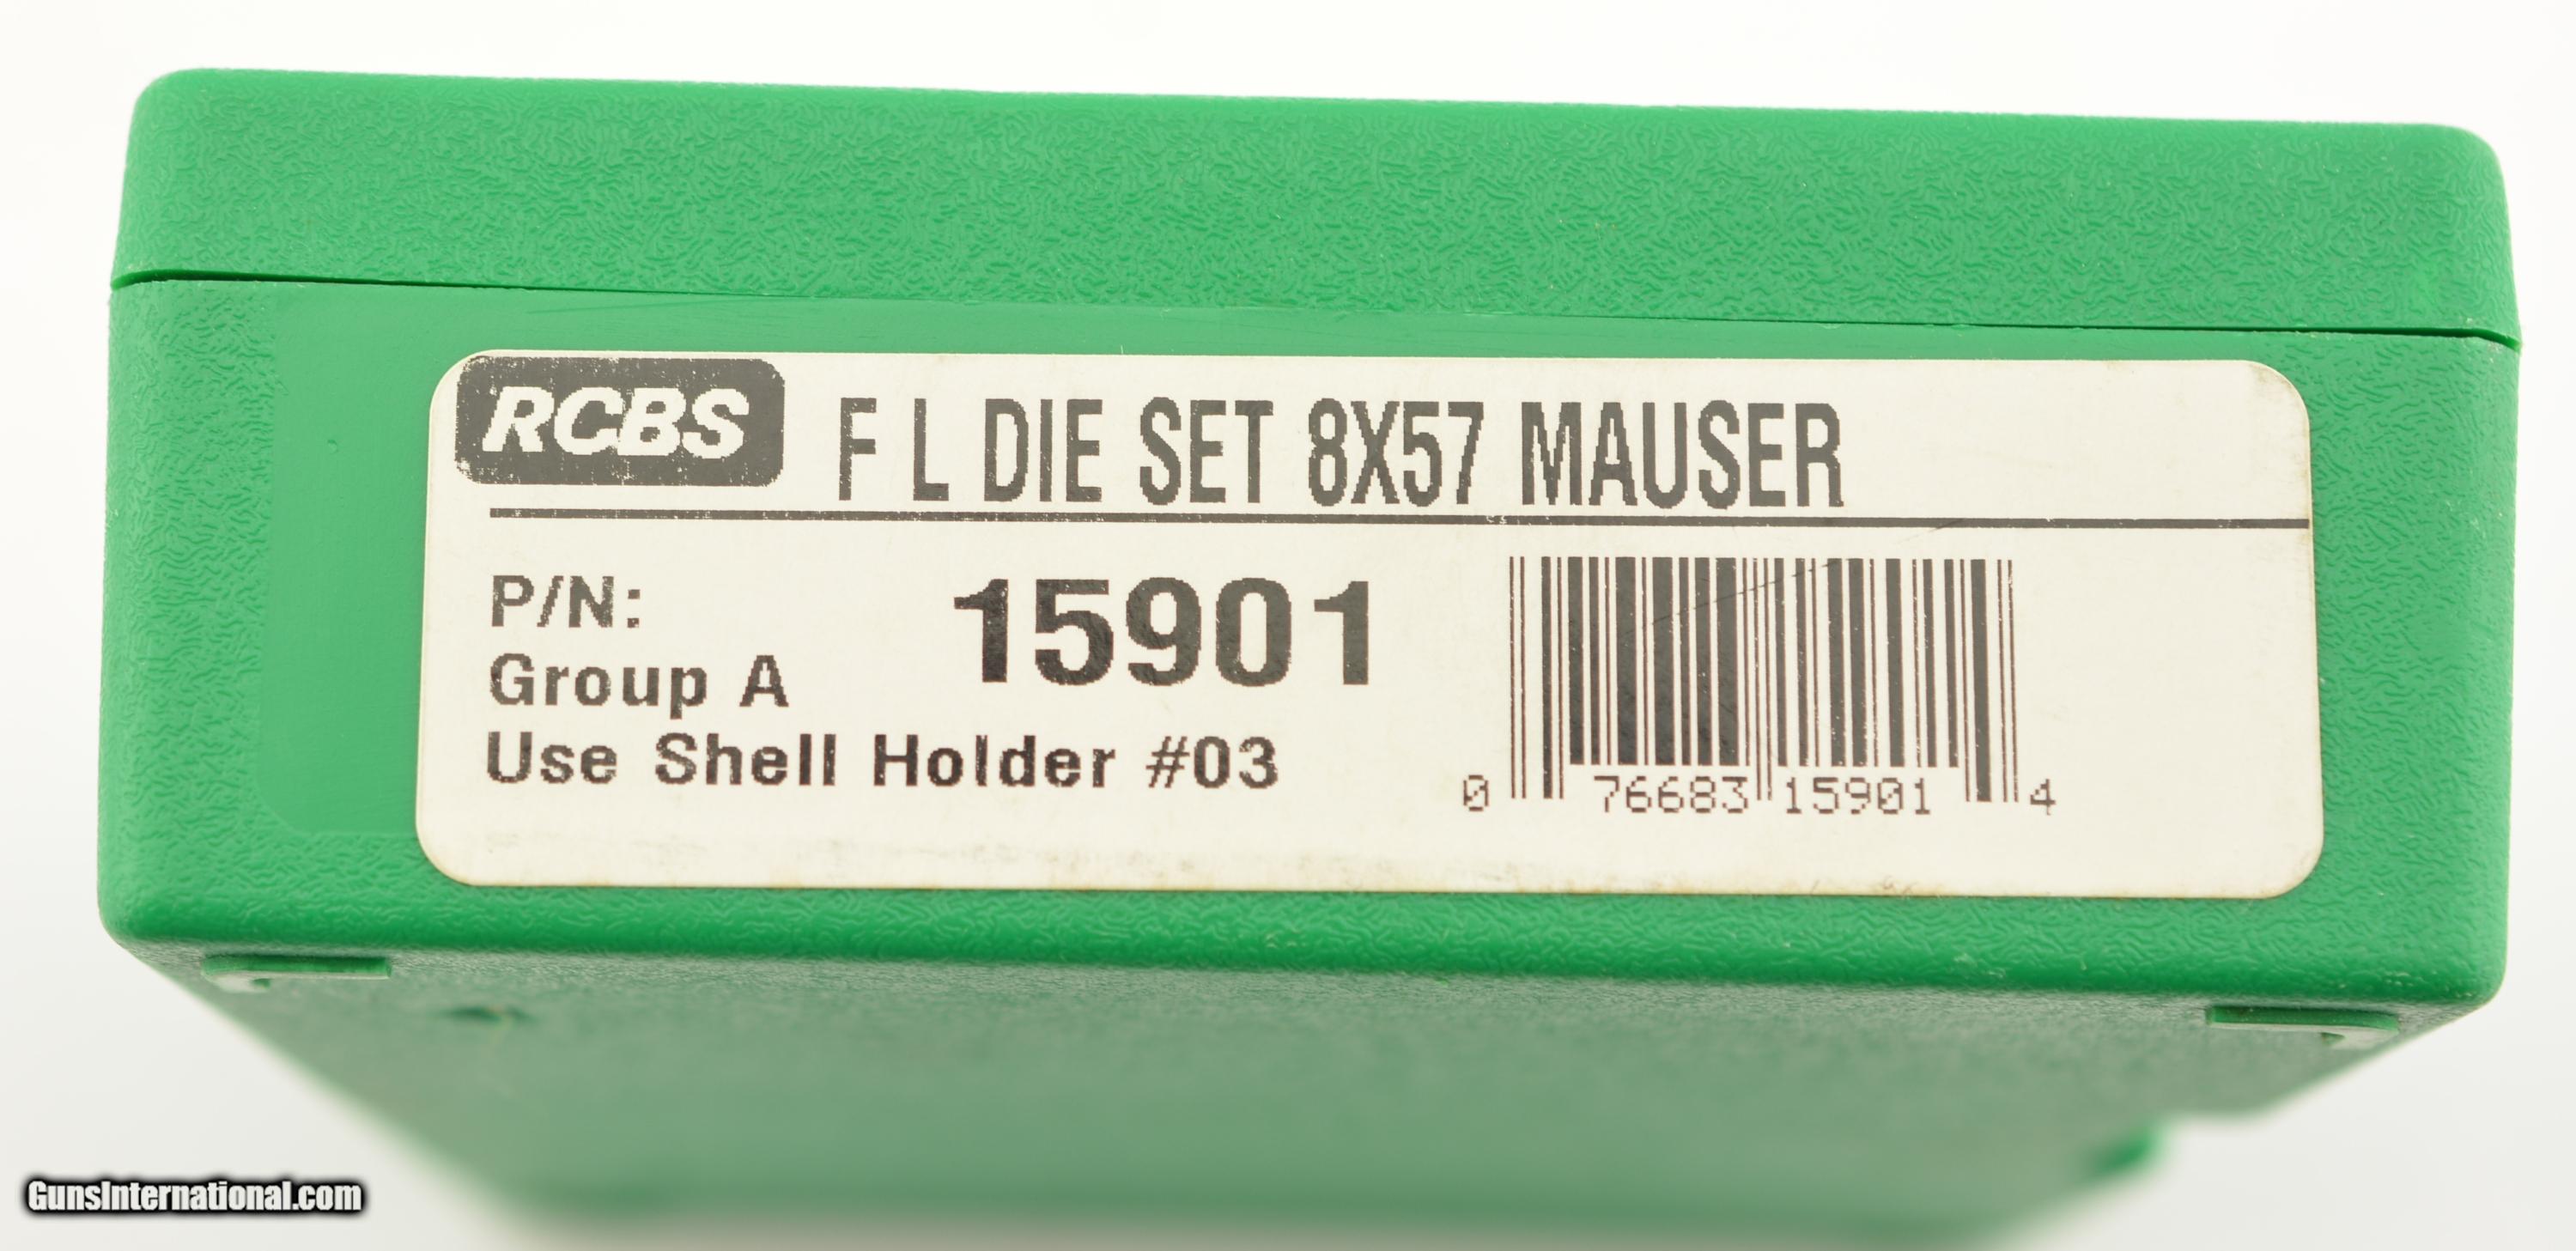 RCBS F L DIE SET 8X57 MAUSER
P/N: 15901
Group A
Use Shell Holder #03
0 76683 15901 4
GunsInternational.com